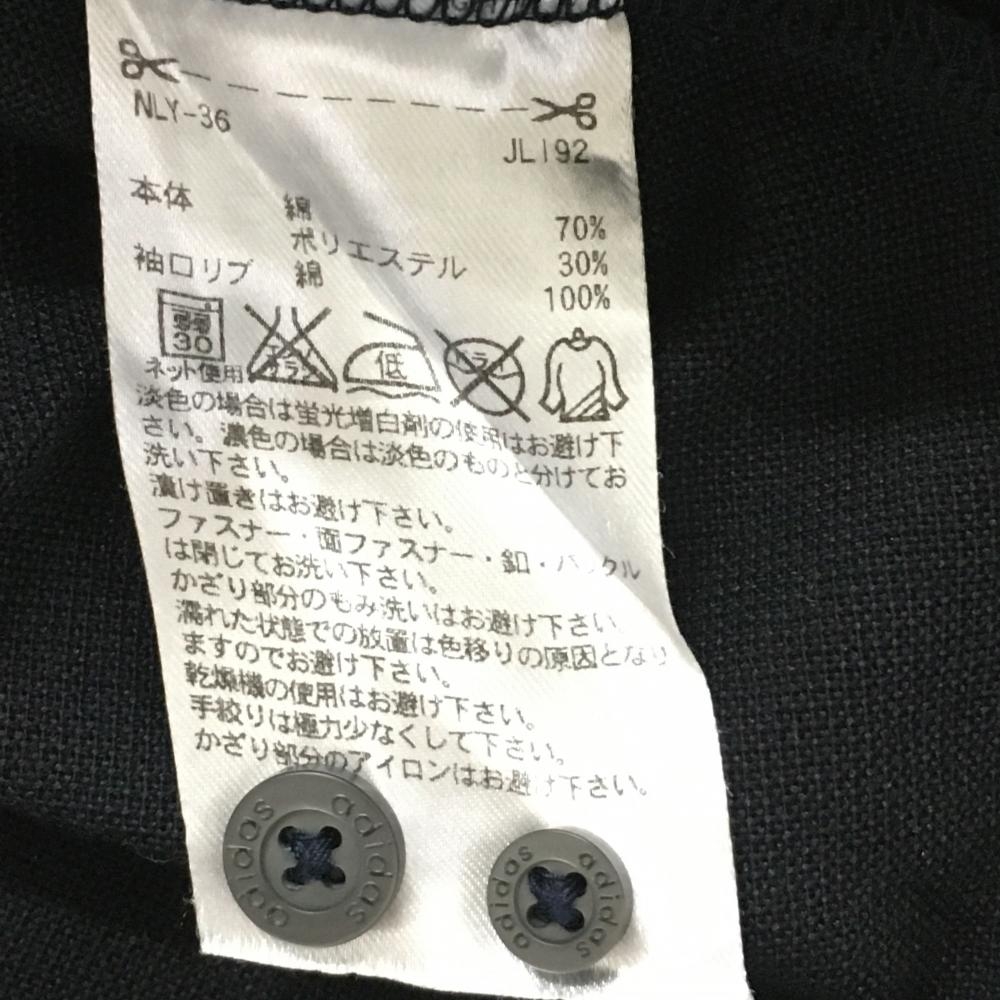 NLY-36
JL192
本体 綿 70%
ポリエステル 30%
袖口リブ 綿 100%
弱 30
エンソ サラシ
低
ドライ
ネット使用
淡色の場合は蛍光増白剤の使用はお避け下
さい。濃色の場合は淡色のものと分けてお
洗い下さい。
漬け置きはお避け下さい。
ファスナー・面ファスナー・釦・バックル
は閉じてお洗い下さい。
かざり部分のもみ洗いはお避け下さい
濡れた状態での放置は色移りの原因となり
ますのでお避け下さい。
乾燥機の使用はお避け下さい。
手絞りは極力少なくして下さい。
かざり部分のアイロンはお避け下さい。
adidas adidas
adidas adidas